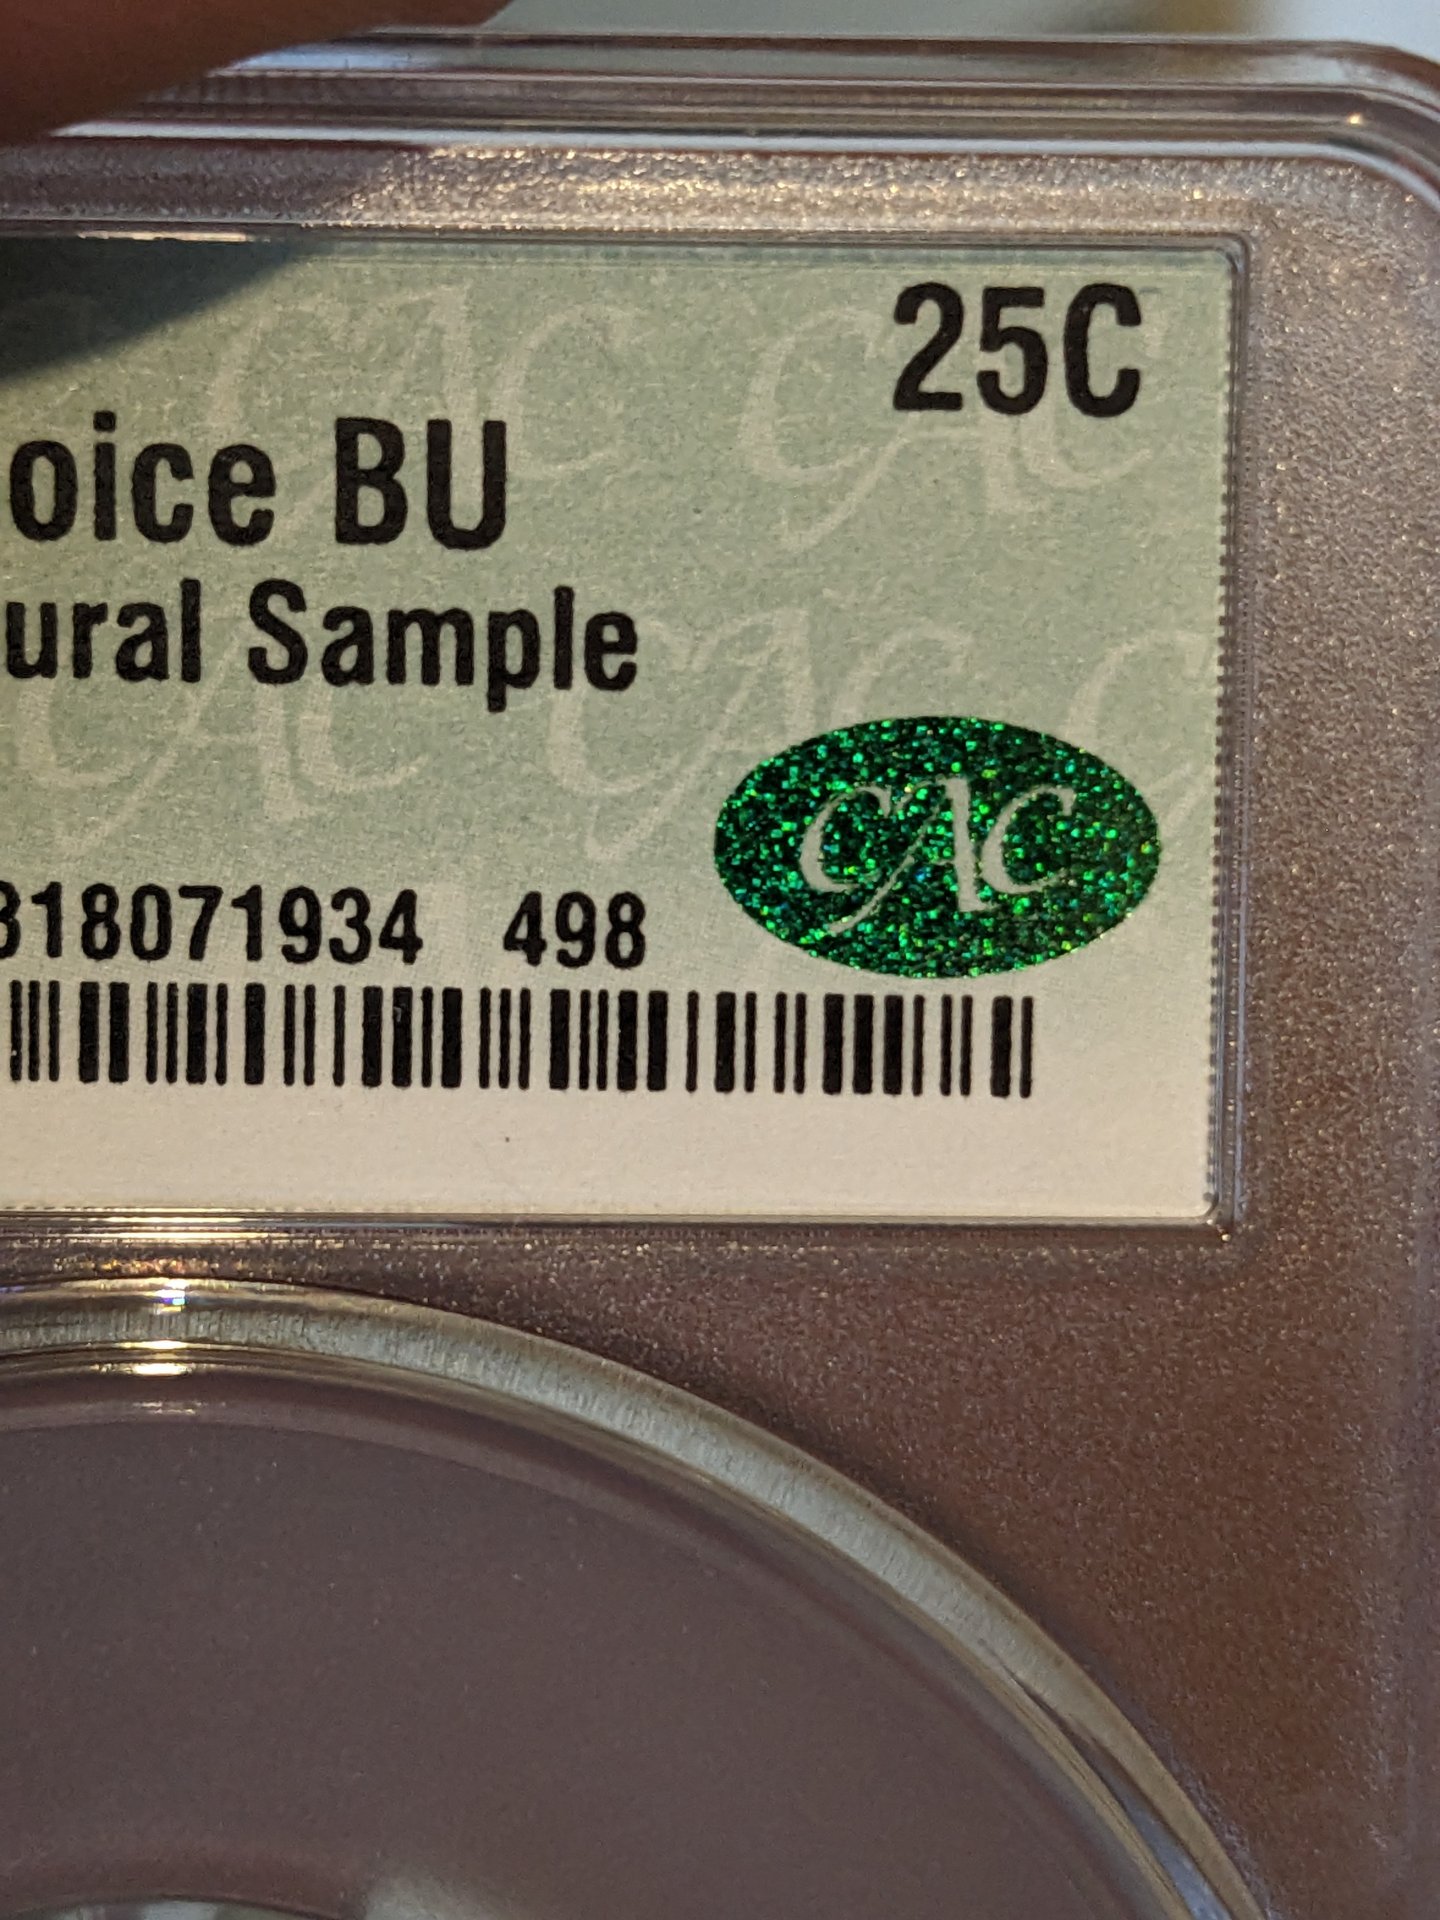 25C
oice BU
ural Sample
CAC
318071934 498